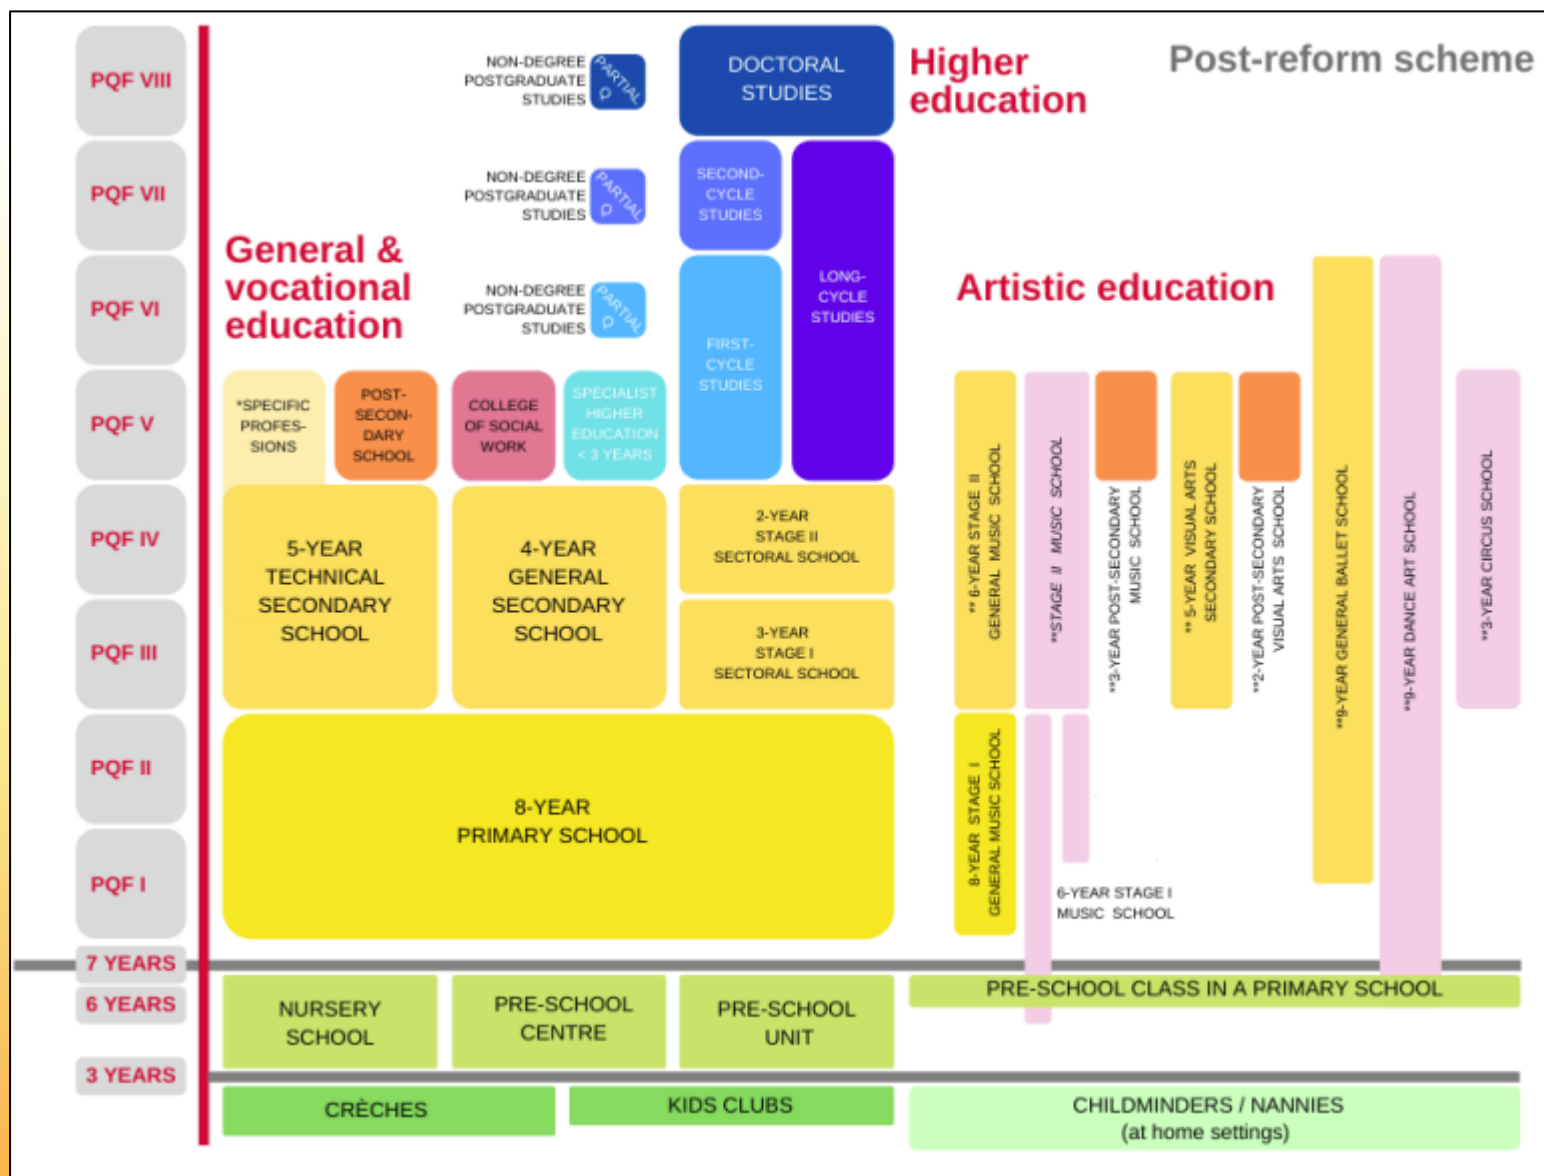 Post-reform scheme
Higher
education
General &
vocational
education
Artistic education
PQF VIII
NON-DEGREE
POSTGRADUATE
STUDIES
PARTIAL
Q
DOCTORAL
STUDIES
PQF VII
NON-DEGREE
POSTGRADUATE
STUDIES
PARTIAL
Q
SECOND-
CYCLE
STUDIES
LONG-
CYCLE
STUDIES
PQF VI
NON-DEGREE
POSTGRADUATE
STUDIES
PARTIAL
Q
FIRST-
CYCLE
STUDIES
PQF V
*SPECIFIC
PROFES-
SIONS
POST-
SECON-
DARY
SCHOOL
COLLEGE
OF SOCIAL
WORK
SPECIALIST
HIGHER
EDUCATION
< 3 YEARS
PQF IV
5-YEAR
TECHNICAL
SECONDARY
SCHOOL
4-YEAR
GENERAL
SECONDARY
SCHOOL
2-YEAR
STAGE II
SECTORAL SCHOOL
PQF III
3-YEAR
STAGE I
SECTORAL SCHOOL
** 6-YEAR STAGE II
GENERAL MUSIC SCHOOL
**STAGE II MUSIC SCHOOL
**3-YEAR POST-SECONDARY
MUSIC SCHOOL
** 5-YEAR VISUAL ARTS
SECONDARY SCHOOL
**2-YEAR POST-SECONDARY
VISUAL ARTS SCHOOL
**9-YEAR GENERAL BALLET SCHOOL
**9-YEAR DANCE ART SCHOOL
**3-YEAR CIRCUS SCHOOL
PQF II
8-YEAR
PRIMARY SCHOOL
8-YEAR STAGE I
GENERAL MUSIC SCHOOL
PQF I
6-YEAR STAGE I
MUSIC SCHOOL
7 YEARS
6 YEARS
NURSERY
SCHOOL
PRE-SCHOOL
CENTRE
PRE-SCHOOL
UNIT
PRE-SCHOOL CLASS IN A PRIMARY SCHOOL
3 YEARS
CRÈCHES
KIDS CLUBS
CHILDMINDERS / NANNIES
(at home settings)